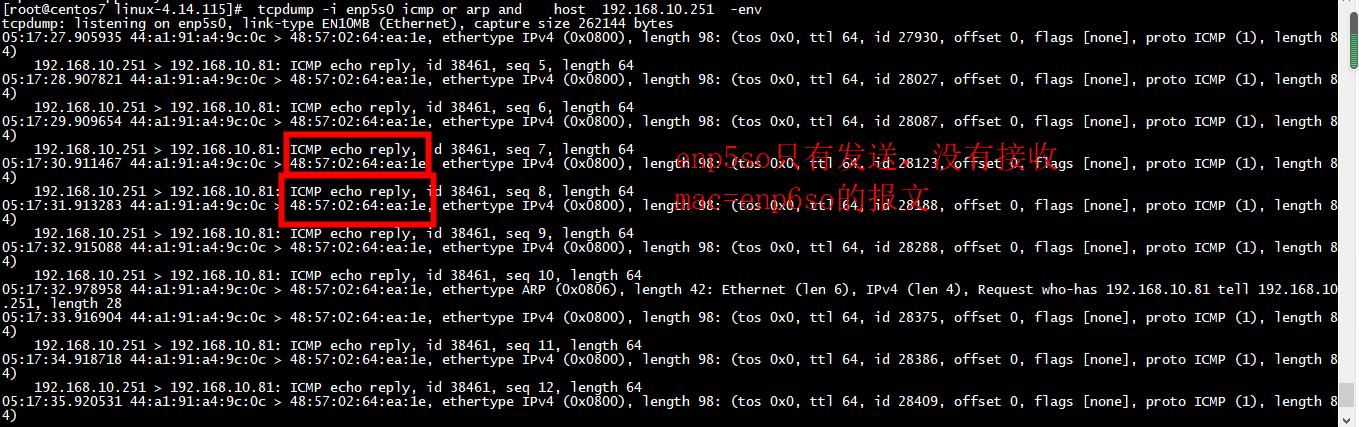 [root@centos7 linux-4.14.115]# tcpdump -i enp5s0 icmp or arp and    host  192.168.10.251  -env
tcpdump: listening on enp5s0, link-type EN10MB (Ethernet), capture size 262144 bytes
05:17:27.905935 44:a1:91:a4:9c:0c > 48:57:02:64:ea:1e, ethertype IPv4 (0x0800), length 98: (tos 0x0, ttl 64, id 27930, offset 0, flags [none], proto ICMP (1), length 8
4)
    192.168.10.251 > 192.168.10.81: ICMP echo reply, id 38461, seq 5, length 64
05:17:28.907821 44:a1:91:a4:9c:0c > 48:57:02:64:ea:1e, ethertype IPv4 (0x0800), length 98: (tos 0x0, ttl 64, id 28027, offset 0, flags [none], proto ICMP (1), length 8
4)
    192.168.10.251 > 192.168.10.81: ICMP echo reply, id 38461, seq 6, length 64
05:17:29.909654 44:a1:91:a4:9c:0c > 48:57:02:64:ea:1e, ethertype IPv4 (0x0800), length 98: (tos 0x0, ttl 64, id 28087, offset 0, flags [none], proto ICMP (1), length 8
4)
    192.168.10.251 > 192.168.10.81: ICMP echo reply, id 38461, seq 7, length 64
enp5so只有发送、没有接收
05:17:30.911467 44:a1:91:a4:9c:0c > 48:57:02:64:ea:1e, ethertype IPv4 (0x0800), length 98: (tos 0x0, ttl 64, id 28123, offset 0, flags [none], proto ICMP (1), length 8
4)
    192.168.10.251 > 192.168.10.81: ICMP echo reply, id 38461, seq 8, length 64
mac=enp6so的报文
05:17:31.913283 44:a1:91:a4:9c:0c > 48:57:02:64:ea:1e, ethertype IPv4 (0x0800), length 98: (tos 0x0, ttl 64, id 28188, offset 0, flags [none], proto ICMP (1), length 8
4)
    192.168.10.251 > 192.168.10.81: ICMP echo reply, id 38461, seq 9, length 64
05:17:32.915088 44:a1:91:a4:9c:0c > 48:57:02:64:ea:1e, ethertype IPv4 (0x0800), length 98: (tos 0x0, ttl 64, id 28288, offset 0, flags [none], proto ICMP (1), length 8
4)
    192.168.10.251 > 192.168.10.81: ICMP echo reply, id 38461, seq 10, length 64
05:17:32.978958 44:a1:91:a4:9c:0c > 48:57:02:64:ea:1e, ethertype ARP (0x0806), length 42: Ethernet (len 6), IPv4 (len 4), Request who-has 192.168.10.81 tell 192.168.10
.251, length 28
05:17:33.916904 44:a1:91:a4:9c:0c > 48:57:02:64:ea:1e, ethertype IPv4 (0x0800), length 98: (tos 0x0, ttl 64, id 28375, offset 0, flags [none], proto ICMP (1), length 8
4)
    192.168.10.251 > 192.168.10.81: ICMP echo reply, id 38461, seq 11, length 64
05:17:34.918718 44:a1:91:a4:9c:0c > 48:57:02:64:ea:1e, ethertype IPv4 (0x0800), length 98: (tos 0x0, ttl 64, id 28386, offset 0, flags [none], proto ICMP (1), length 8
4)
    192.168.10.251 > 192.168.10.81: ICMP echo reply, id 38461, seq 12, length 64
05:17:35.920531 44:a1:91:a4:9c:0c > 48:57:02:64:ea:1e, ethertype IPv4 (0x0800), length 98: (tos 0x0, ttl 64, id 28409, offset 0, flags [none], proto ICMP (1), length 8
4)